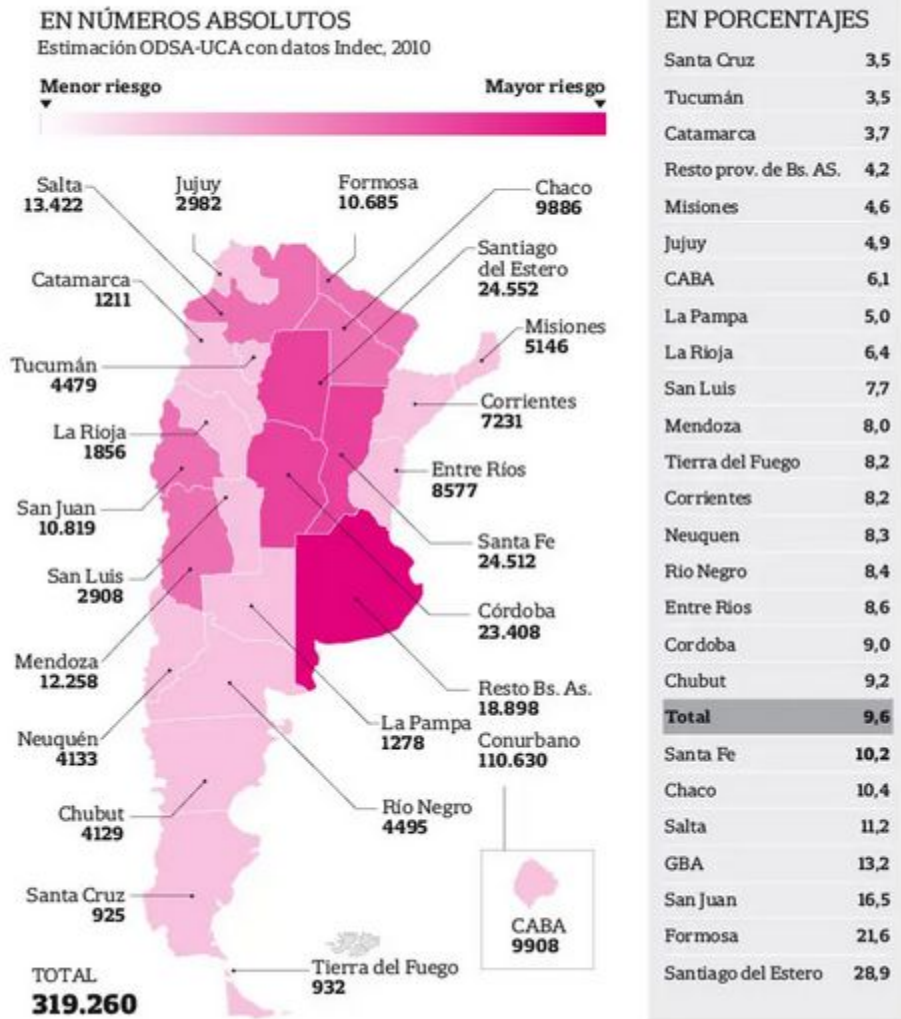 EN NÚMEROS ABSOLUTOS
Estimación ODSA-UCA con datos Indec, 2010
Menor riesgo
Mayor riesgo
Salta
13.422
Jujuy
2982
Formosa
10.685
Chaco
9886
Santiago
del Estero
24.552
Catamarca
1211
Misiones
5146
Tucumán
4479
Corrientes
7231
La Rioja
1856
Entre Ríos
8577
San Juan
10.819
Santa Fe
24.512
San Luis
2908
Córdoba
23.408
Mendoza
12.258
Resto Bs. As.
18.898
La Pampa
1278
Conurbano
110.630
Neuquén
4133
Chubut
4129
Río Negro
4495
Santa Cruz
925
CABA
9908
Tierra del Fuego
932
TOTAL
319.260
EN PORCENTAJES
Santa Cruz 3,5
Tucumán 3,5
Catamarca 3,7
Resto prov. de Bs. AS. 4,2
Misiones 4,6
Jujuy 4,9
CABA 6,1
La Pampa 5,0
La Rioja 6,4
San Luis 7,7
Mendoza 8,0
Tierra del Fuego 8,2
Corrientes 8,2
Neuquen 8,3
Rio Negro 8,4
Entre Rios 8,6
Cordoba 9,0
Chubut 9,2
Total 9,6
Santa Fe 10,2
Chaco 10,4
Salta 11,2
GBA 13,2
San Juan 16,5
Formosa 21,6
Santiago del Estero 28,9